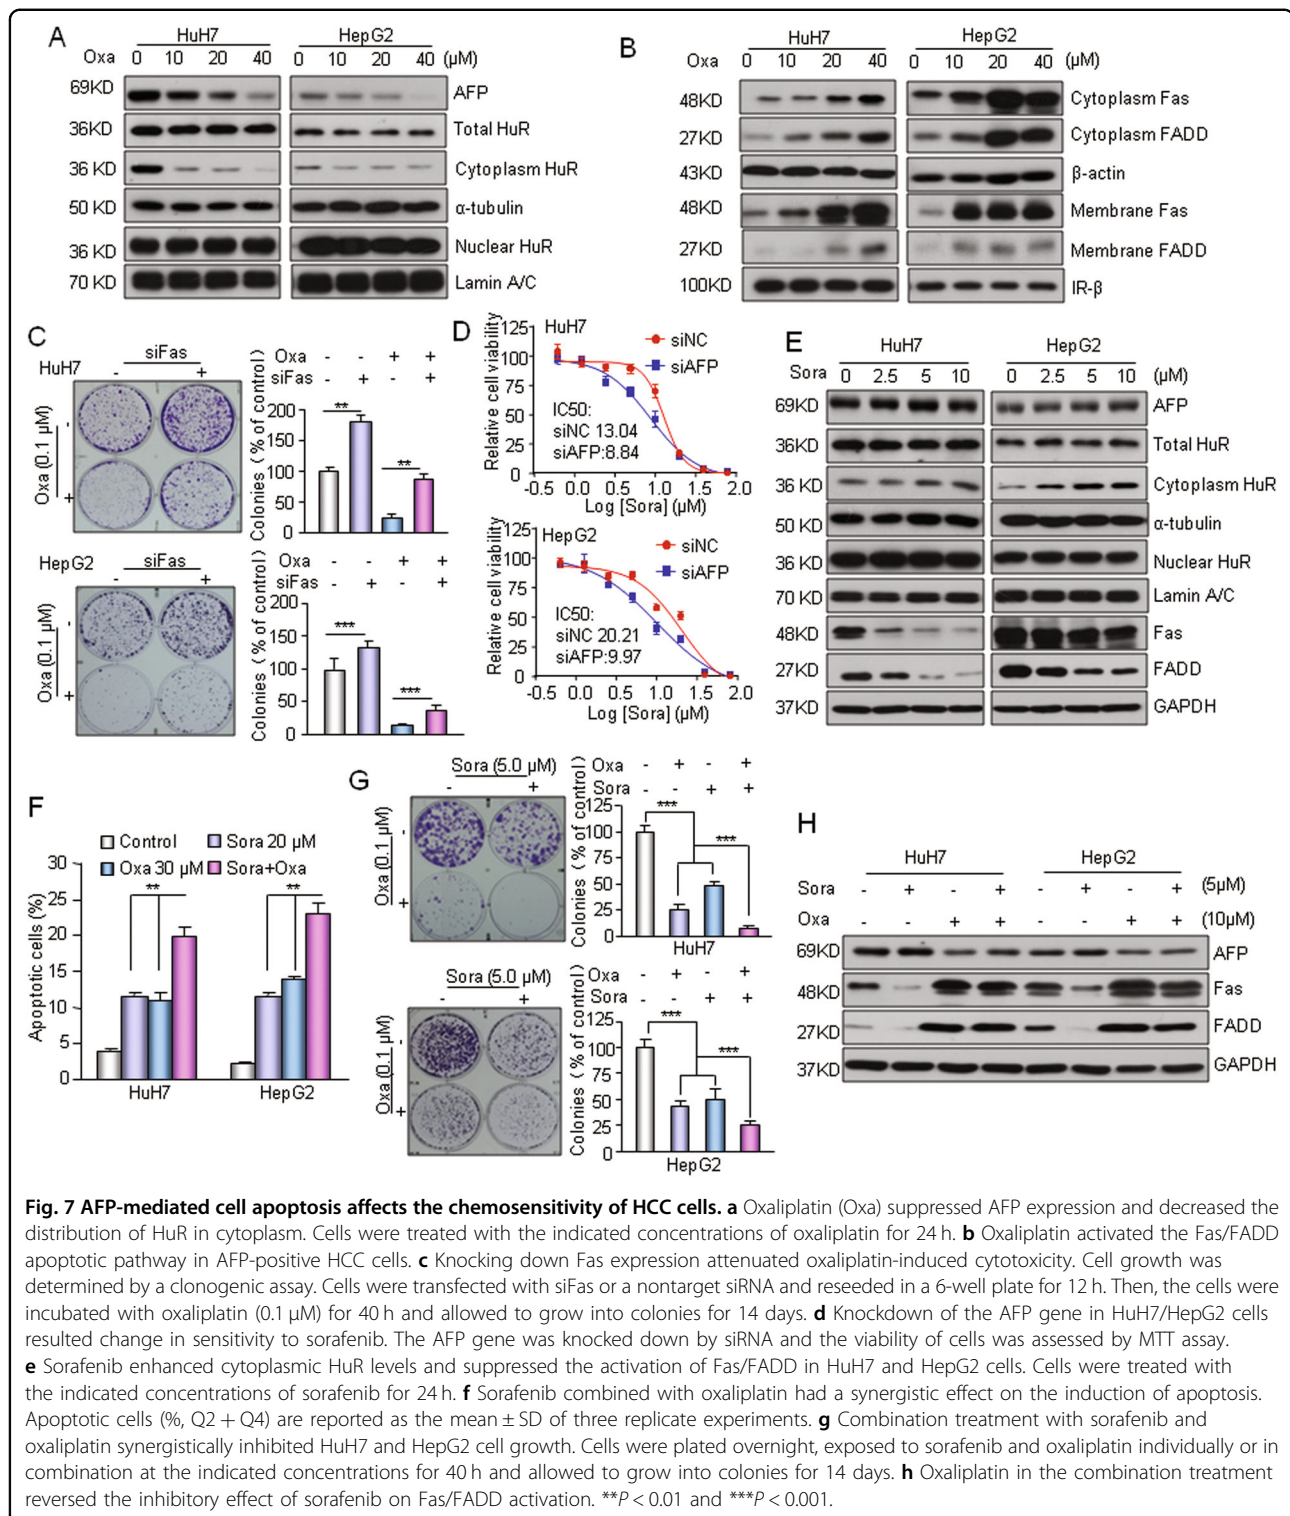 A
HuH7
HepG2
Oxa 0 10 20 40 0 10 20 40 (μM)
69KD AFP
36KD Total HuR
36 KD Cytoplasm HuR
50 KD α-tubulin
36 KD Nuclear HuR
70 KD Lamin A/C
B
HuH7
HepG2
Oxa 0 10 20 40 0 10 20 40 (μM)
48KD Cytoplasm Fas
27KD Cytoplasm FADD
43KD β-actin
48KD Membrane Fas
27KD Membrane FADD
100KD IR-β
C
siFas
HuH7 - +
Oxa (0.1 μM)
- +
Oxa - - + +
siFas - + - +
Colonies (% of control)
200
150
100
50
0
** **
HepG2
siFas
- +
Oxa (0.1 μM)
- +
Oxa - - + +
siFas - + - +
Colonies (% of control)
200
150
100
50
0
*** ***
D
HuH7
siNC
siAFP
Relative cell viability
125
100
75
50
25
0
IC50:
siNC 13.04
siAFP:8.84
-0.5 0.0 0.5 1.0 1.5 2.0
Log [Sora] (μM)
HepG2
siNC
siAFP
Relative cell viability
125
100
75
50
25
0
IC50:
siNC 20.21
siAFP:9.97
-0.5 0.0 0.5 1.0 1.5 2.0
Log [Sora] (μM)
E
HuH7
HepG2
Sora 0 2.5 5 10 0 2.5 5 10 (μM)
69KD AFP
36KD Total HuR
36 KD Cytoplasm HuR
50 KD α-tubulin
36 KD Nuclear HuR
70 KD Lamin A/C
48KD Fas
27KD FADD
37KD GAPDH
F
Control Sora 20 μM
Oxa 30 μM Sora+Oxa
Apoptotic cells (%)
30
25
20
15
10
5
0
** **
HuH7 HepG2
G
Sora (5.0 μM)
- +
Oxa (0.1 μM)
- +
Oxa - + - +
Sora - - + +
Colonies (% of control)
125
100
75
50
25
0
*** ***
HuH7
Sora (5.0 μM)
- +
Oxa (0.1 μM)
- +
Oxa - + - +
Sora - - + +
Colonies (% of control)
125
100
75
50
25
0
*** ***
HepG2
H
HuH7 HepG2
Sora - + - + - + - + (5μM)
Oxa - - + + - - + + (10μM)
69KD AFP
48KD Fas
27KD FADD
37KD GAPDH
Fig. 7 AFP-mediated cell apoptosis affects the chemosensitivity of HCC cells. a Oxaliplatin (Oxa) suppressed AFP expression and decreased the
distribution of HuR in cytoplasm. Cells were treated with the indicated concentrations of oxaliplatin for 24 h. b Oxaliplatin activated the Fas/FADD
apoptotic pathway in AFP-positive HCC cells. c Knocking down Fas expression attenuated oxaliplatin-induced cytotoxicity. Cell growth was
determined by a clonogenic assay. Cells were transfected with siFas or a nontarget siRNA and reseeded in a 6-well plate for 12 h. Then, the cells were
incubated with oxaliplatin (0.1 μM) for 40 h and allowed to grow into colonies for 14 days. d Knockdown of the AFP gene in HuH7/HepG2 cells
resulted change in sensitivity to sorafenib. The AFP gene was knocked down by siRNA and the viability of cells was assessed by MTT assay.
e Sorafenib enhanced cytoplasmic HuR levels and suppressed the activation of Fas/FADD in HuH7 and HepG2 cells. Cells were treated with
the indicated concentrations of sorafenib for 24 h. f Sorafenib combined with oxaliplatin had a synergistic effect on the induction of apoptosis.
Apoptotic cells (%, Q2 + Q4) are reported as the mean ± SD of three replicate experiments. g Combination treatment with sorafenib and
oxaliplatin synergistically inhibited HuH7 and HepG2 cell growth. Cells were plated overnight, exposed to sorafenib and oxaliplatin individually or in
combination at the indicated concentrations for 40 h and allowed to grow into colonies for 14 days. h Oxaliplatin in the combination treatment
reversed the inhibitory effect of sorafenib on Fas/FADD activation. **P < 0.01 and ***P < 0.001.